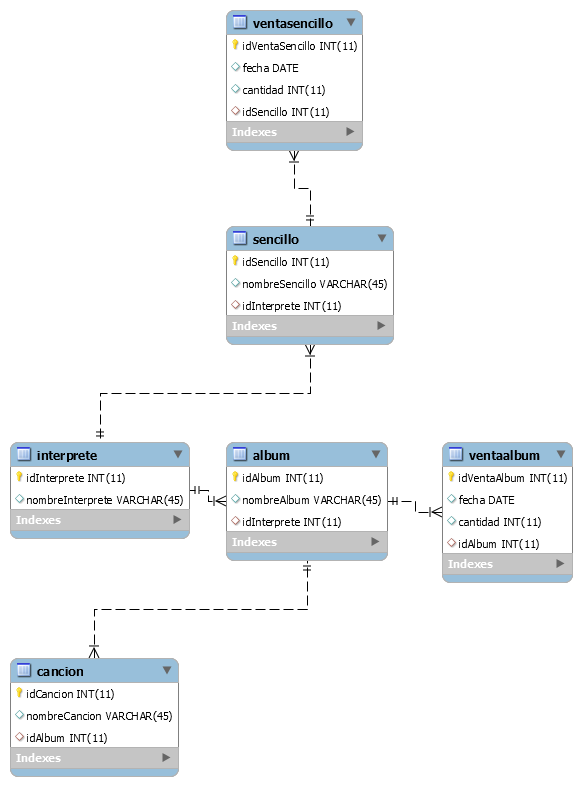 ventasencillo
idVentaSencillo INT(11)
fecha DATE
cantidad INT(11)
idSencillo INT(11)
Indexes
sencillo
idSencillo INT(11)
nombreSencillo VARCHAR(45)
idInterprete INT(11)
Indexes
interprete
idInterprete INT(11)
nombreInterprete VARCHAR(45)
Indexes
album
idAlbum INT(11)
nombreAlbum VARCHAR(45)
idInterprete INT(11)
Indexes
ventaalbum
idVentaAlbum INT(11)
fecha DATE
cantidad INT(11)
idAlbum INT(11)
Indexes
cancion
idCancion INT(11)
nombreCancion VARCHAR(45)
idAlbum INT(11)
Indexes